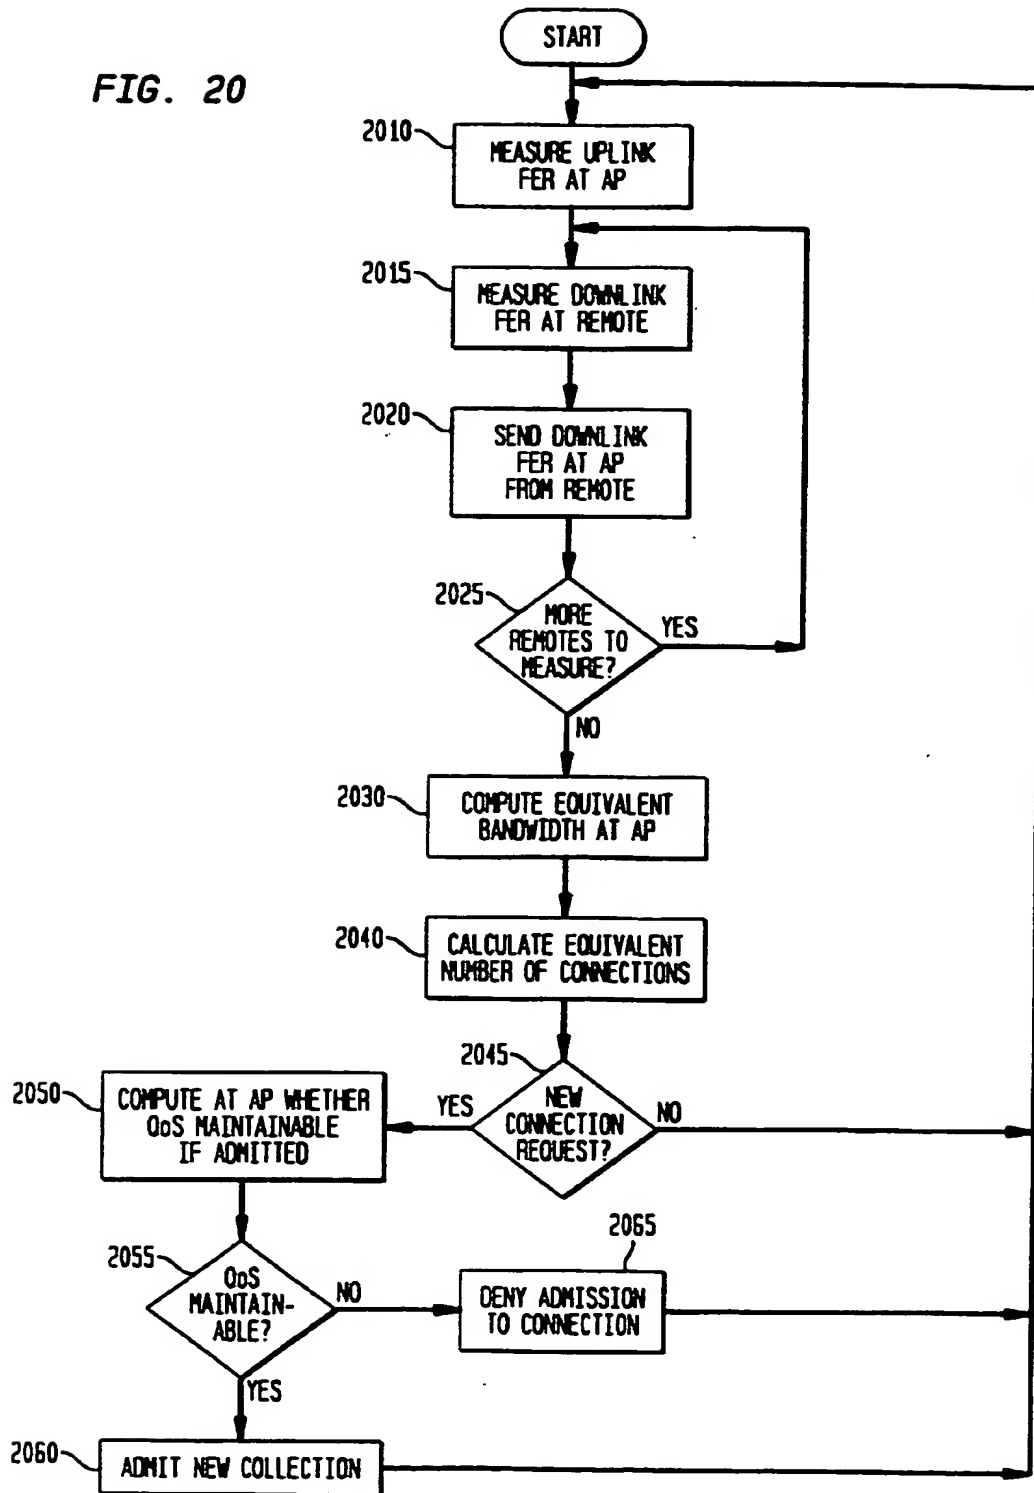 FIG. 20
START
2010
MEASURE UPLINK
FER AT AP
2015
MEASURE DOWNLINK
FER AT REMOTE
2020
SEND DOWNLINK
FER AT AP
FROM REMOTE
2025
MORE
REMOTES TO
MEASURE?
YES
NO
2030
COMPUTE EQUIVALENT
BANDWIDTH AT AP
2040
CALCULATE EQUIVALENT
NUMBER OF CONNECTIONS
2045
NEW
CONNECTION
REQUEST?
YES
NO
2050
COMPUTE AT AP WHETHER
QoS MAINTAINABLE
IF ADMITTED
2055
QoS
MAINTAIN-
ABLE?
NO
YES
2065
DENY ADMISSION
TO CONNECTION
2060
ADMIT NEW COLLECTION